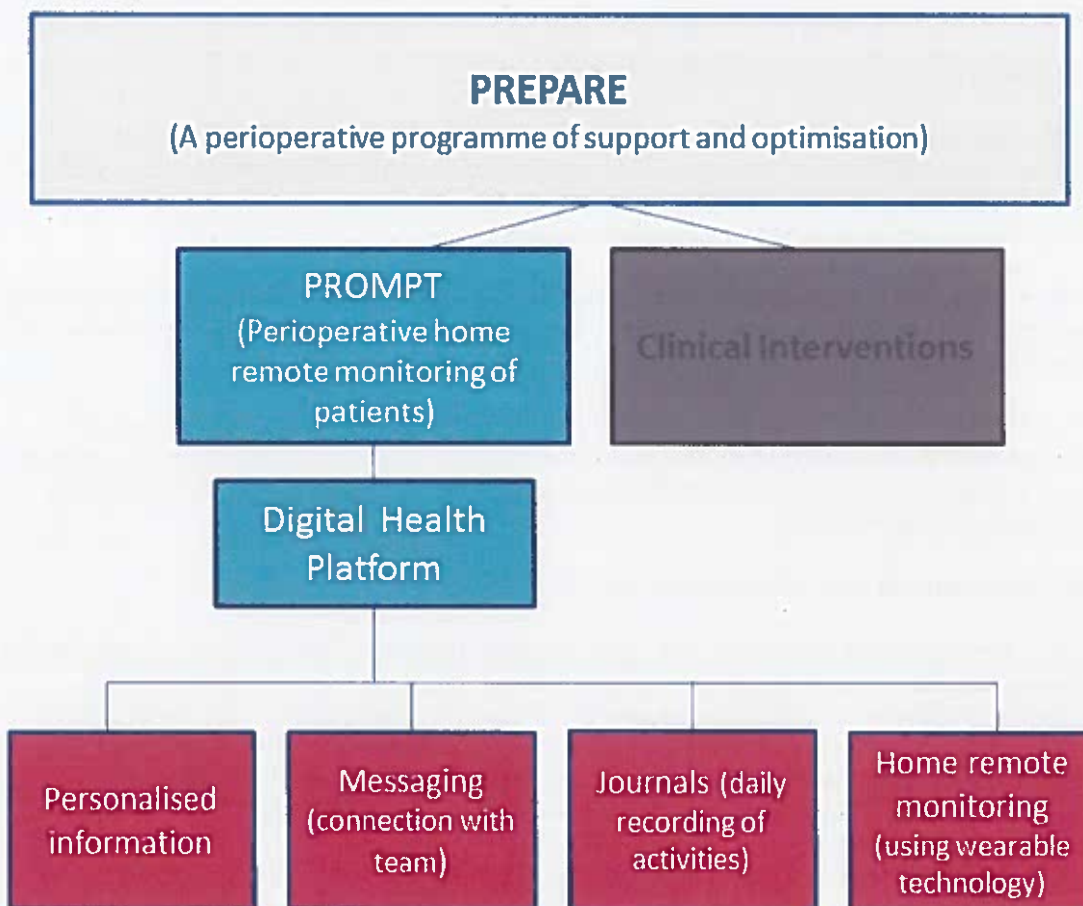 PREPARE
(A perioperative programme of support and optimisation)
PROMPT
(Perioperative home
remote monitoring of
patients)
Clinical Interventions
Digital Health
Platform
Personalised
information
Messaging
(connection with
team)
Journals (daily
recording of
activities)
Home remote
monitoring
(using wearable
technology)